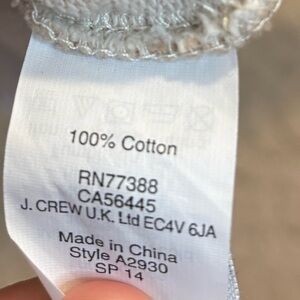 100% Cotton
RN77388
CA56445
J. CREW U.K. Ltd EC4V 6JA
Made in China
Style A2930
SP 14